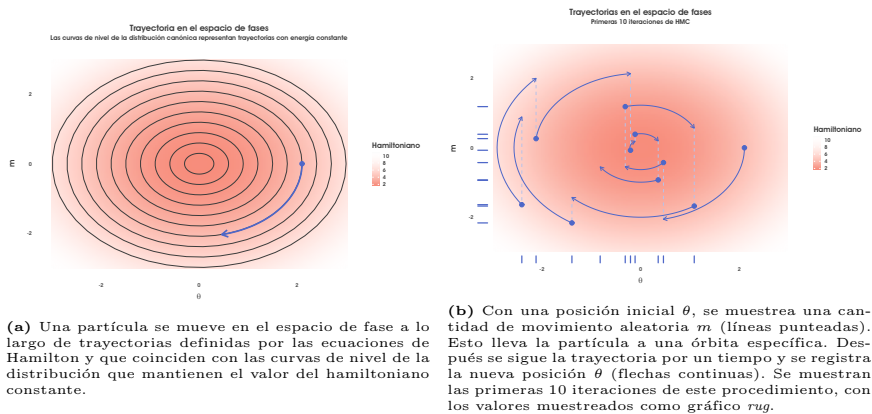 Trayectoria en el espacio de fases
Las curvas de nivel de la distribución canónica representan trayectorias con energía constante
2
m 0
-2
-2 0 2
θ
Hamiltoniano
10
8
6
4
2
(a) Una partícula se mueve en el espacio de fase a lo
largo de trayectorias definidas por las ecuaciones de
Hamilton y que coinciden con las curvas de nivel de la
distribución que mantienen el valor del hamiltoniano
constante.
Trayectorias en el espacio de fases
Primeras 10 iteraciones de HMC
2
m 0
-2
-2 0 2
θ
Hamiltoniano
10
8
6
4
2
(b) Con una posición inicial θ, se muestrea una can-
tidad de movimiento aleatoria m (líneas punteadas).
Esto lleva la partícula a una órbita específica. Des-
pués se sigue la trayectoria por un tiempo y se registra
la nueva posición θ (flechas continuas). Se muestran
las primeras 10 iteraciones de este procedimiento, con
los valores muestreados como gráfico rug.